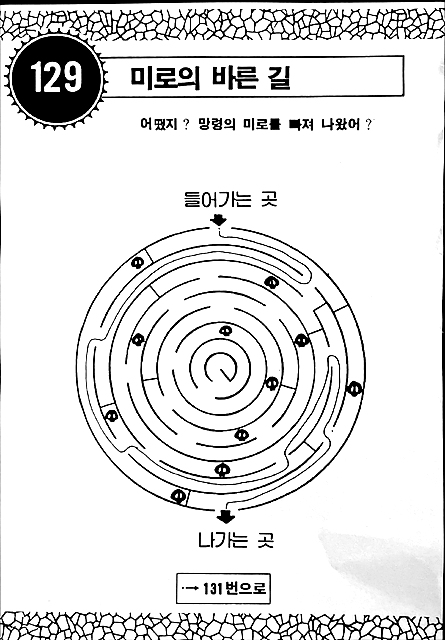 129
미로의 바른 길
어땠지? 망령의 미로를 빠져 나왔어?
들어가는 곳
나가는 곳
→ 131번으로